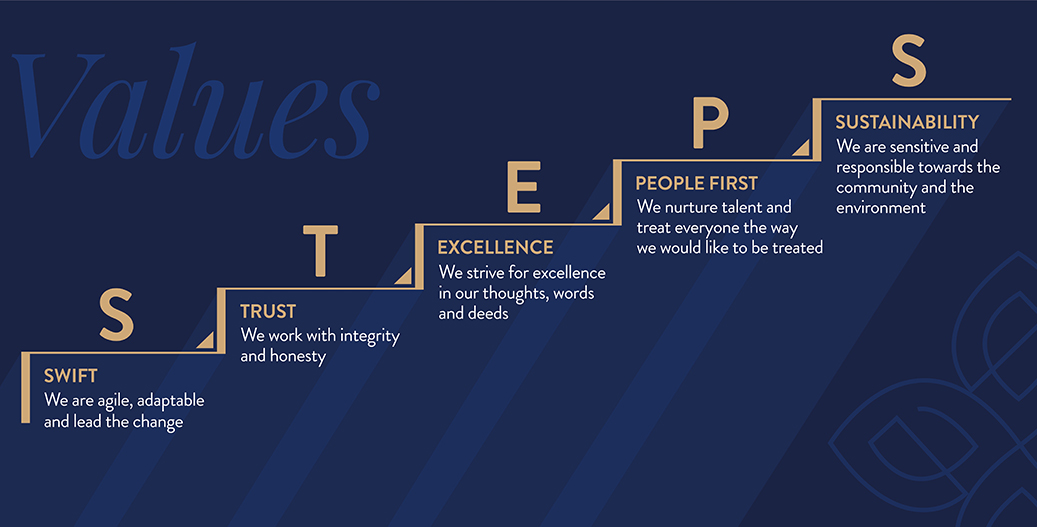 Values
S
SWIFT
We are agile, adaptable
and lead the change
T
TRUST
We work with integrity
and honesty
E
EXCELLENCE
We strive for excellence
in our thoughts, words
and deeds
P
PEOPLE FIRST
We nurture talent and
treat everyone the way
we would like to be treated
S
SUSTAINABILITY
We are sensitive and
responsible towards the
community and the
environment